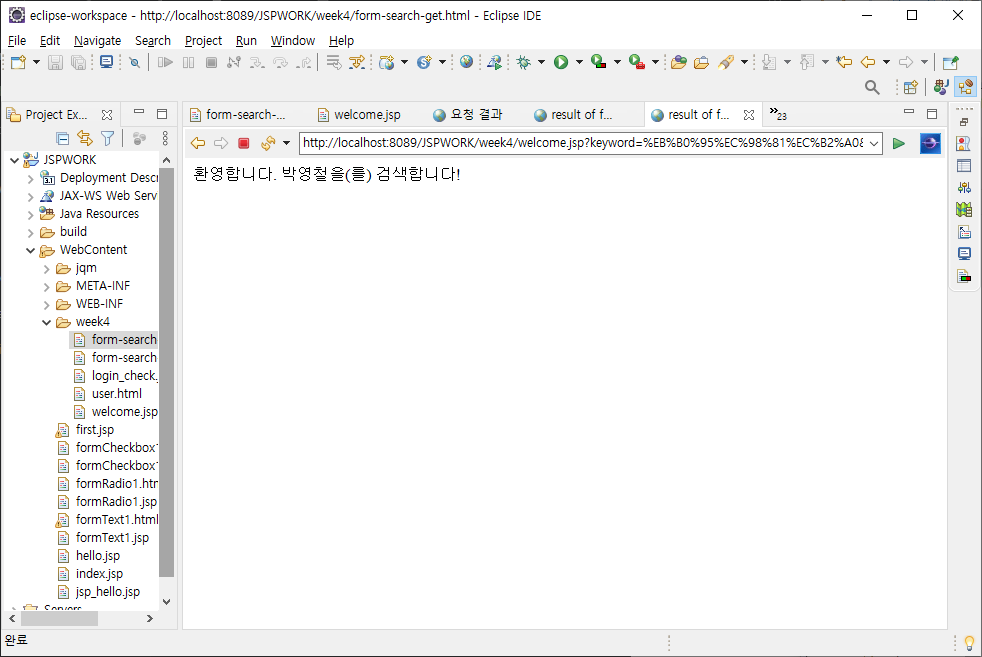 eclipse-workspace - http://localhost:8089/JSPWORK/week4/form-search-get.html - Eclipse IDE
File Edit Navigate Search Project Run Window Help
Project Ex...
form-search-...
welcome.jsp
요청 결과
result of f...
result of f...
»23
http://localhost:8089/JSPWORK/week4/welcome.jsp?keyword=%EB%B0%95%EC%98%81%EC%B2%A0&
환영합니다. 박영철을(를) 검색합니다!
JSPWORK
Deployment Descr
JAX-WS Web Serv
Java Resources
build
WebContent
jqm
META-INF
WEB-INF
week4
form-search
form-search
login_check.
user.html
welcome.jsp
first.jsp
formCheckbox1
formCheckbox1
formRadio1.htm
formRadio1.jsp
formText1.html
formText1.jsp
hello.jsp
index.jsp
jsp_hello.jsp
Servers
완료